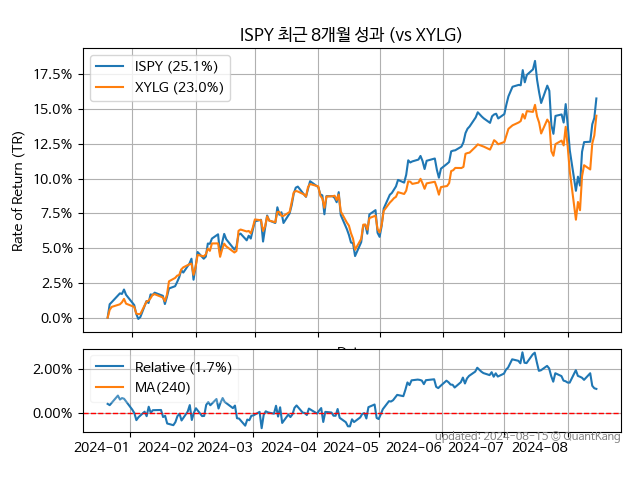 ISPY 최근 8개월 성과 (vs XYLG)
Rate of Return (TR)
17.5%
15.0%
12.5%
10.0%
7.5%
5.0%
2.5%
0.0%
ISPY (25.1%)
XYLG (23.0%)
2.00%
0.00%
Relative (1.7%)
MA(240)
updated: 2024-08-15 © QuantKang
2024-01 2024-02 2024-03 2024-04 2024-05 2024-06 2024-07 2024-08